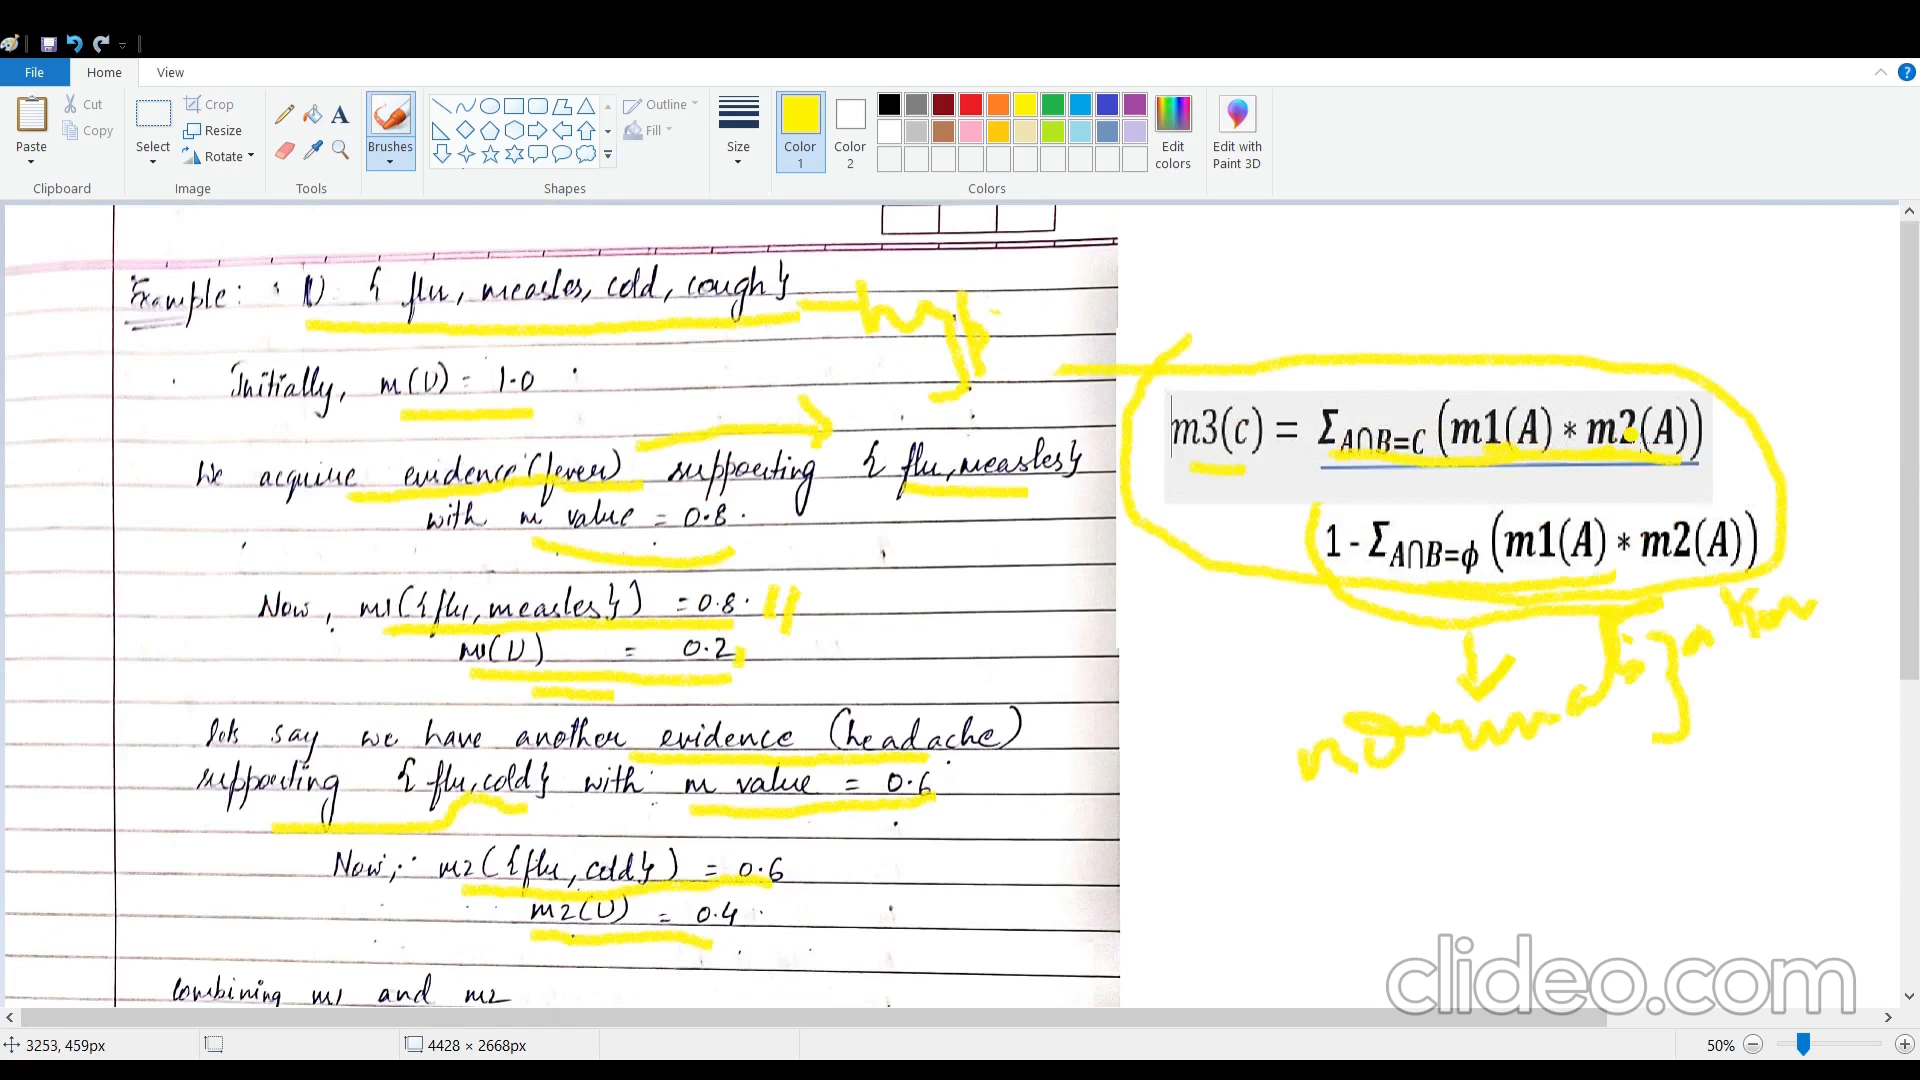 File Home View
Paste Cut Copy Clipboard
Select Crop Resize Rotate Image
Tools
Brushes
Shapes Outline Fill
Size
Color 1 Color 2 Colors
Edit colors
Edit with Paint 3D
Example: U { flu, measles, cold, cough}
Initially, m(U) = 1.0
We acquire evidence (fever) supporting { flu, measles}
with m value = 0.8.
Now, m1({flu, measles}) = 0.8.
m1(U) = 0.2
lets say we have another evidence (headache)
supporting { flu, cold} with m value = 0.6
Now, m2({flu, cold}) = 0.6
m2(U) = 0.4
Combining m1 and m2
hyp
m3(c) = Σ A∩B=C (m1(A) * m2(A))
1 - Σ A∩B=ϕ (m1(A) * m2(A))
clideo.com
3253, 459px 4428 × 2668px 50%